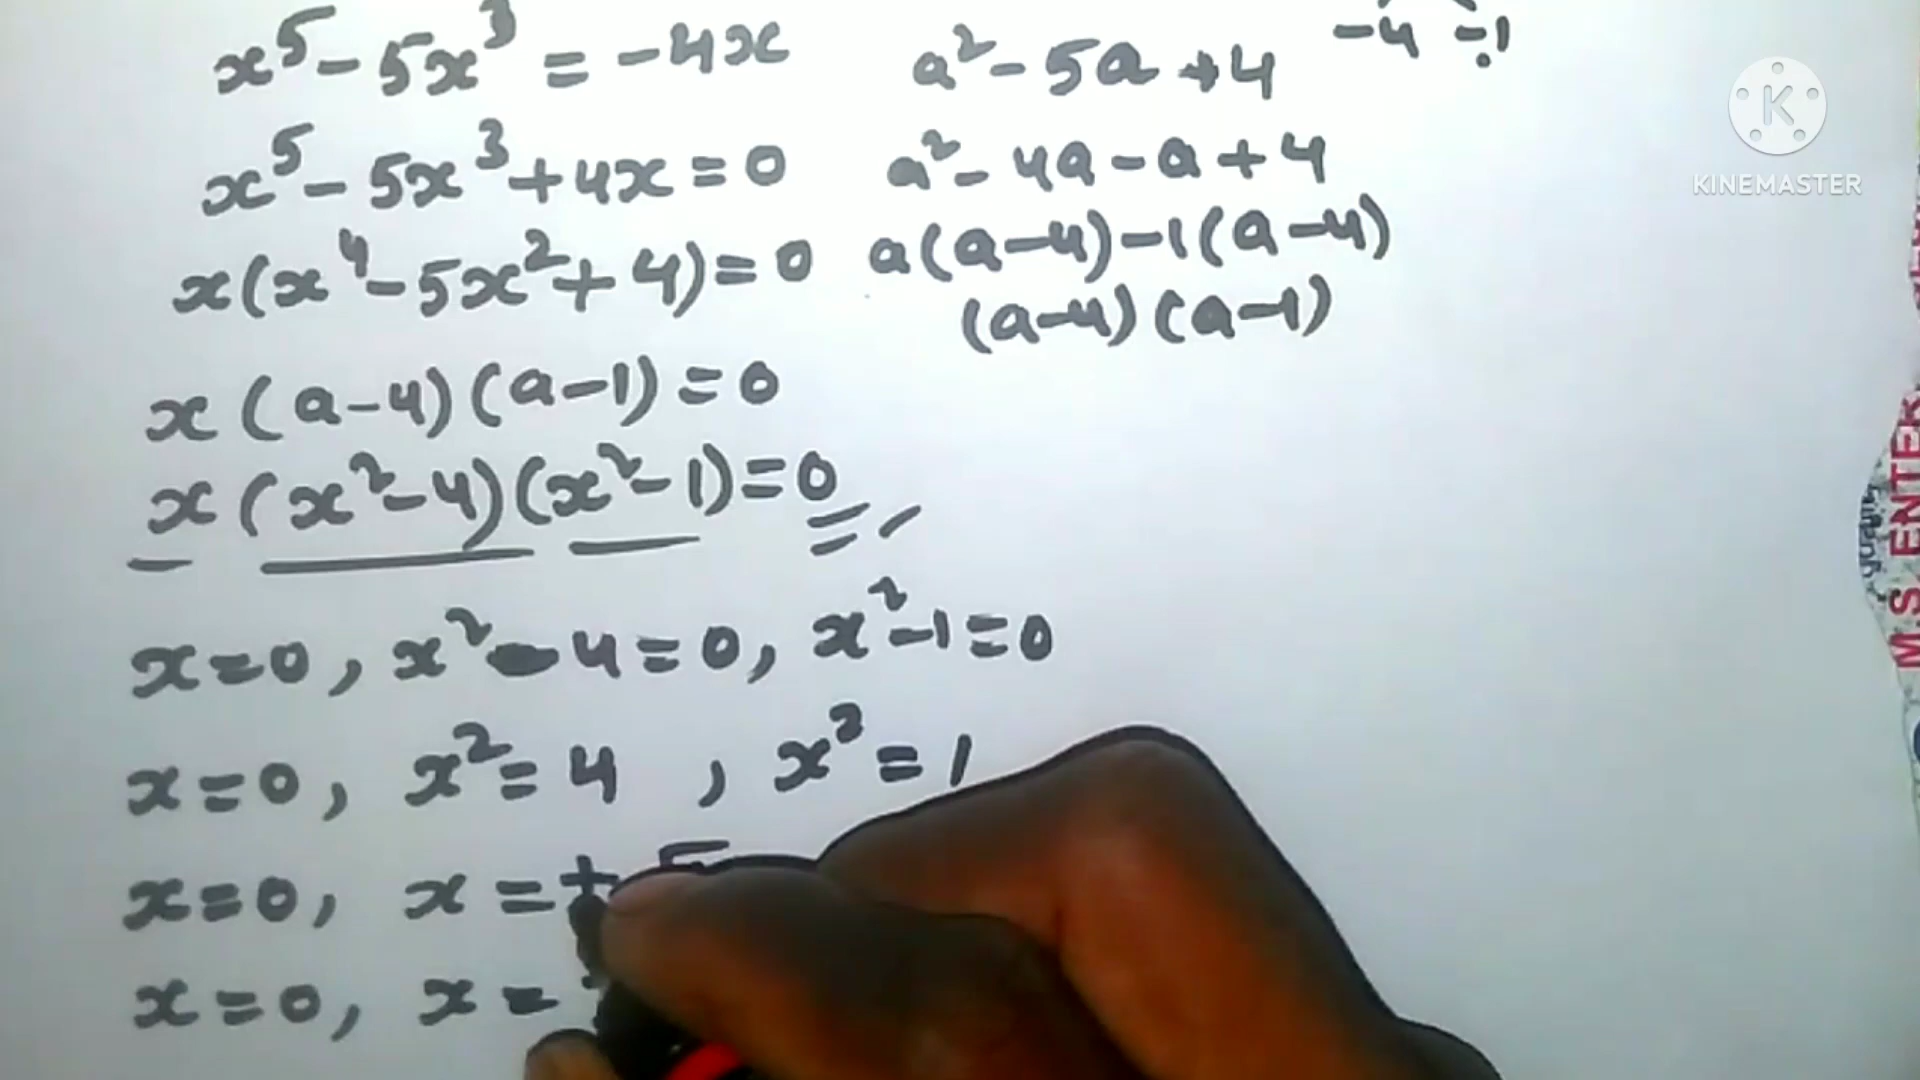 x⁵ - 5x³ = -4x
x⁵ - 5x³ + 4x = 0
x(x⁴ - 5x² + 4) = 0
x(a-4)(a-1) = 0
x(x²-4)(x²-1) = 0
x=0, x²-4=0, x²-1=0
x=0, x²=4, x²=1
x=0, x=±
x=0, x=
-4 -1
a² - 5a + 4
a² - 4a - a + 4
a(a-4) - 1(a-4)
(a-4)(a-1)
KINEMASTER
M.S. ENTER